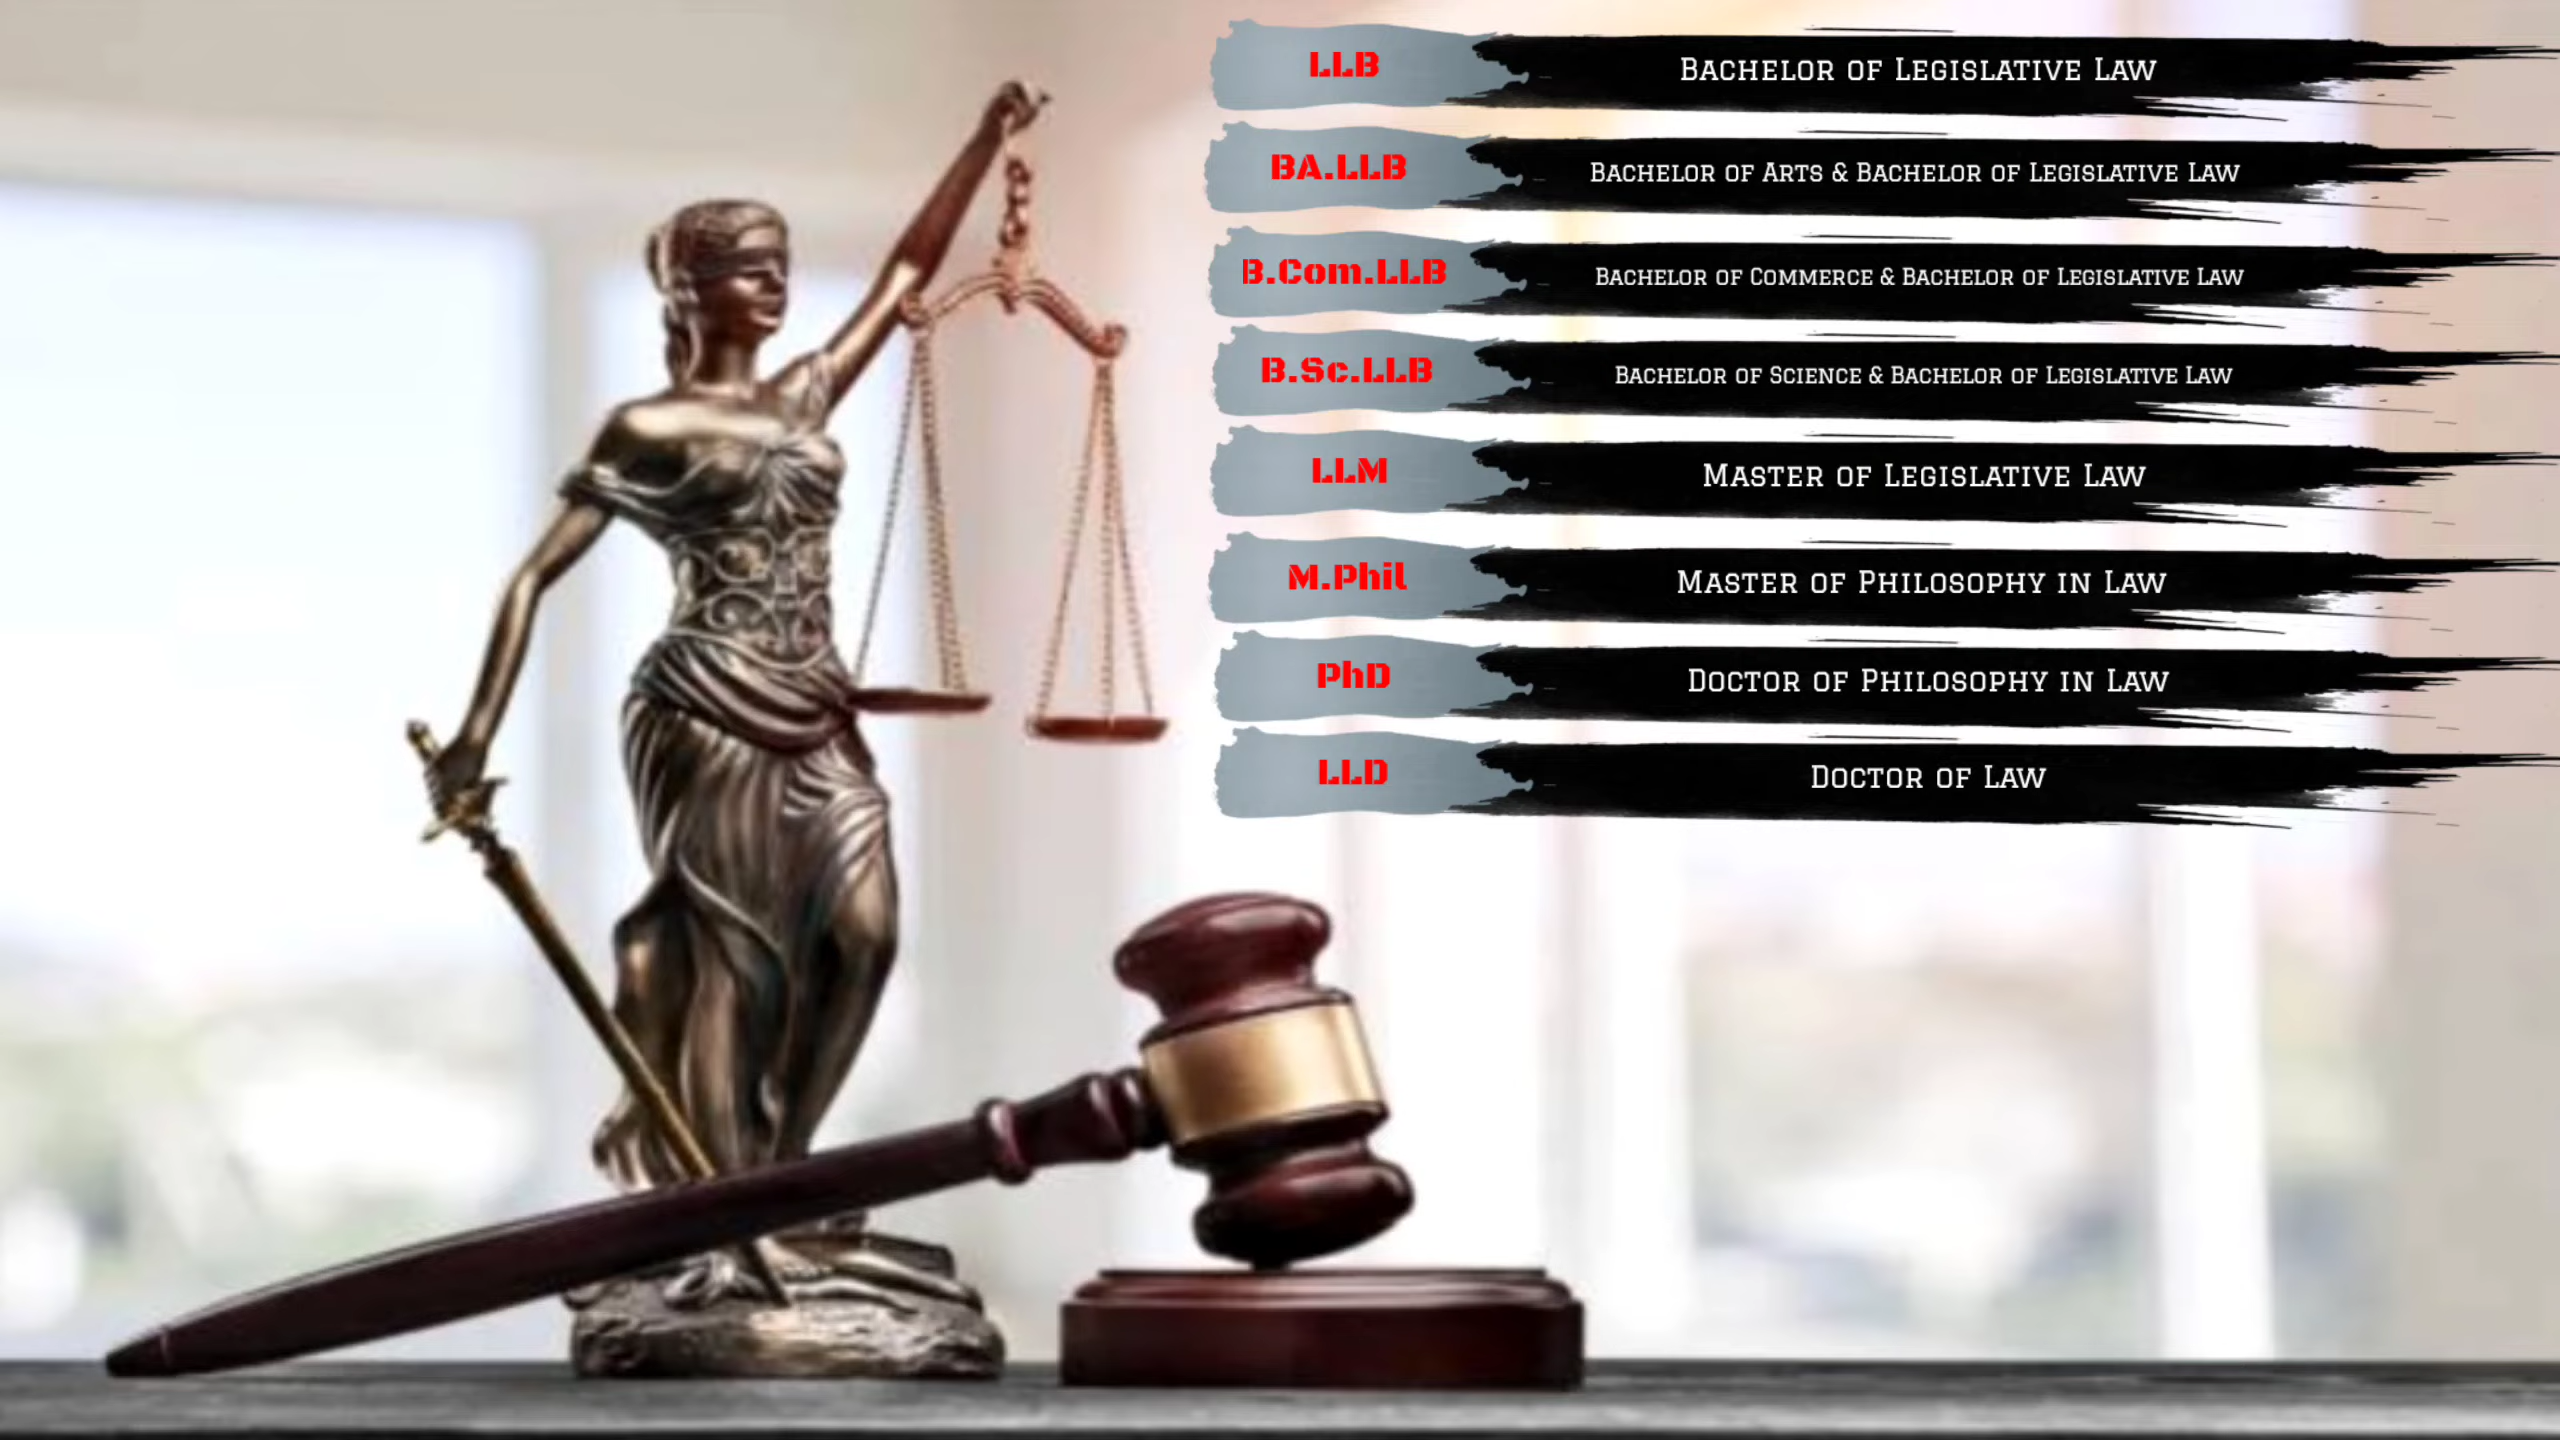 LLB Bachelor of Legislative Law
BA.LLB Bachelor of Arts & Bachelor of Legislative Law
B.Com.LLB Bachelor of Commerce & Bachelor of Legislative Law
B.Sc.LLB Bachelor of Science & Bachelor of Legislative Law
LLM Master of Legislative Law
M.Phil Master of Philosophy in Law
PhD Doctor of Philosophy in Law
LLD Doctor of Law